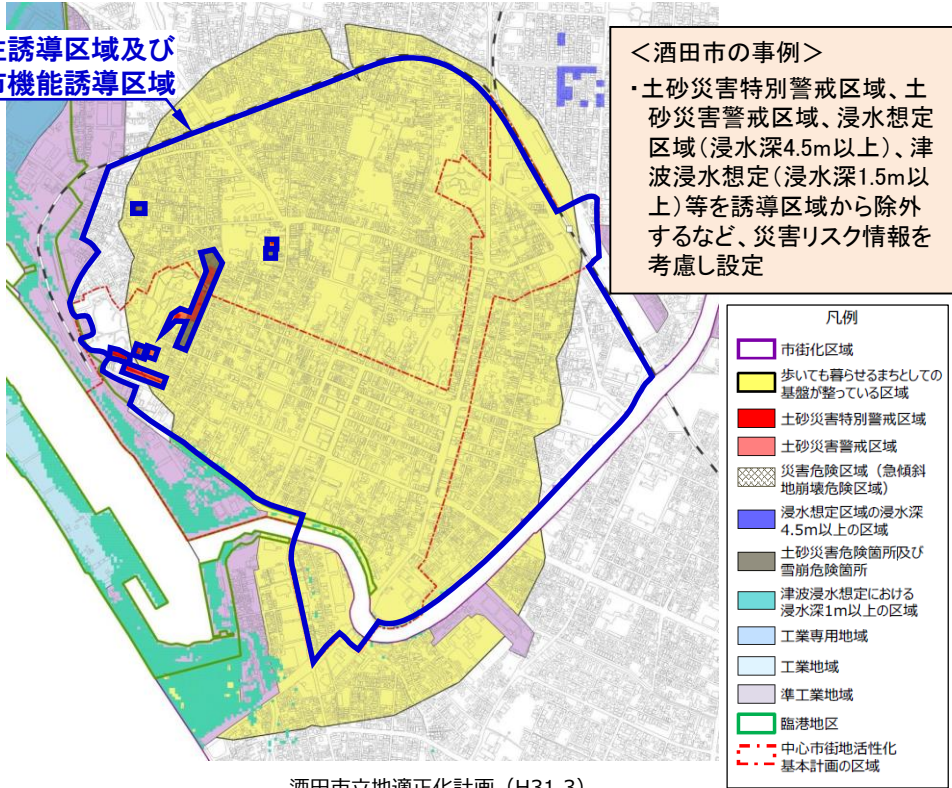 主誘導区域及び
市機能誘導区域
＜酒田市の事例＞
・土砂災害特別警戒区域、土
砂災害警戒区域、浸水想定
区域（浸水深4.5m以上）、津
波浸水想定（浸水深1.5m以
上）等を誘導区域から除外
するなど、災害リスク情報を
考慮し設定
凡例
市街化区域
歩いても暮らせるまちとしての
基盤が整っている区域
土砂災害特別警戒区域
土砂災害警戒区域
災害危険区域（急傾斜
地崩壊危険区域）
浸水想定区域の浸水深
4.5m以上の区域
土砂災害危険箇所及び
雪崩危険箇所
津波浸水想定における
浸水深1m以上の区域
工業専用地域
工業地域
準工業地域
臨港地区
中心市街地活性化
基本計画の区域
酒田市立地適正化計画（H31.3）